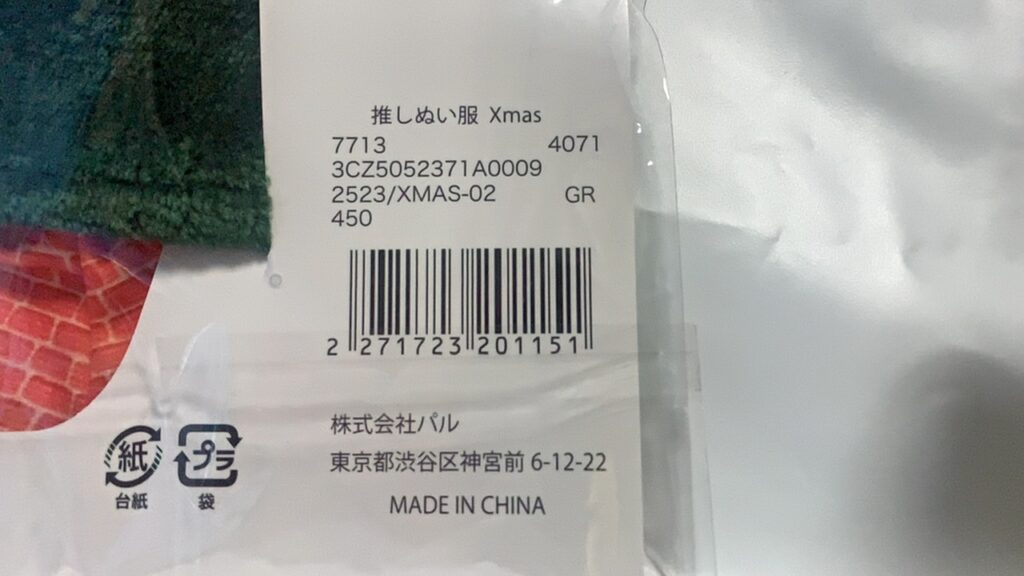 推しぬい服 Xmas
7713 4071
3CZ5052371A0009
2523/XMAS-02 GR
450
2 271723 201151
株式会社パル
東京都渋谷区神宮前 6-12-22
紙 プラ
台紙 袋
MADE IN CHINA